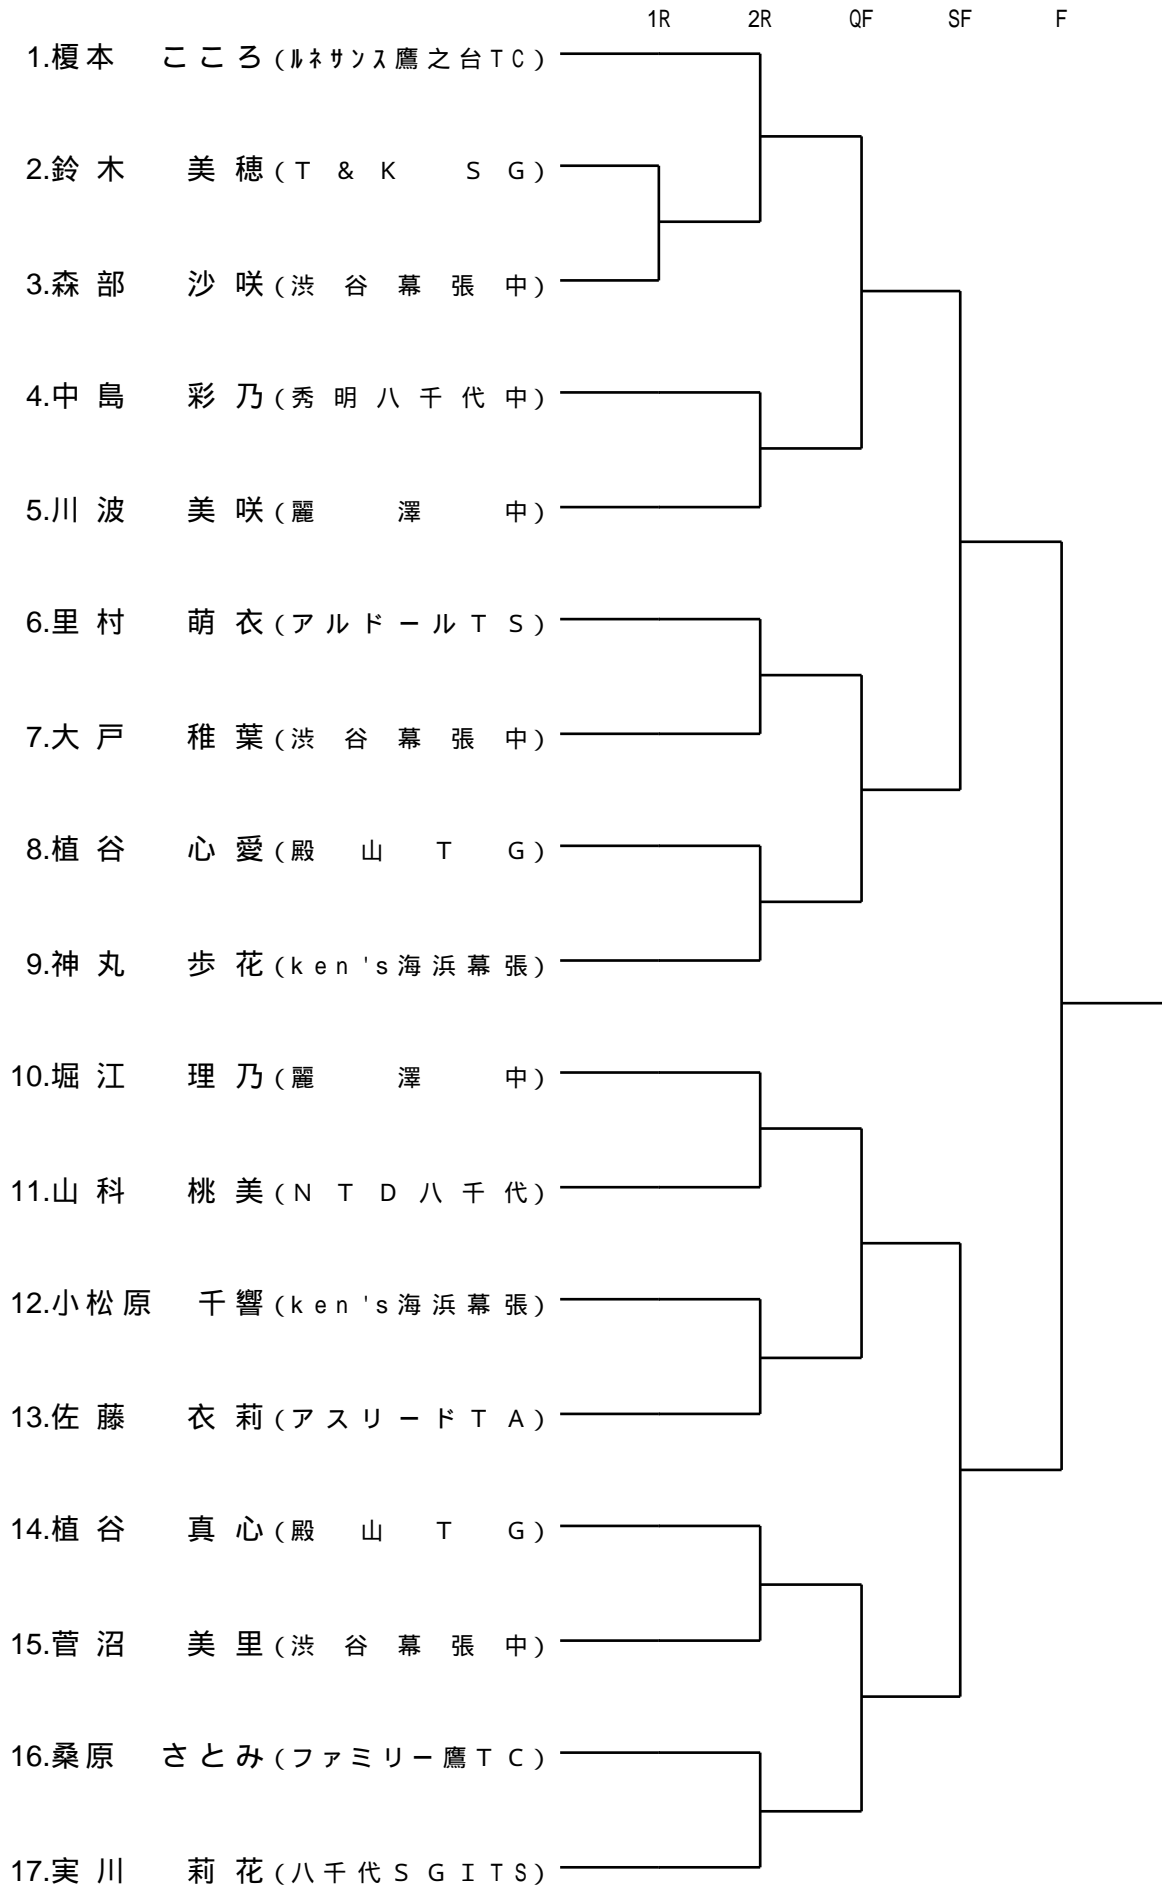 1R 2R QF SF F
1.榎本 こころ(ルネサンス鷹之台TC)
2.鈴木 美穂(T&K SG)
3.森部 沙咲(渋谷幕張中)
4.中島 彩乃(秀明八千代中)
5.川波 美咲(麗澤中)
6.里村 萌衣(アルドールTS)
7.大戸 稚葉(渋谷幕張中)
8.植谷 心愛(殿山TG)
9.神丸 歩花(ken's海浜幕張)
10.堀江 理乃(麗澤中)
11.山科 桃美(NTD八千代)
12.小松原 千響(ken's海浜幕張)
13.佐藤 衣莉(アスリードTA)
14.植谷 真心(殿山TG)
15.菅沼 美里(渋谷幕張中)
16.桑原 さとみ(ファミリー鷹TC)
17.実川 莉花(八千代SGITS)